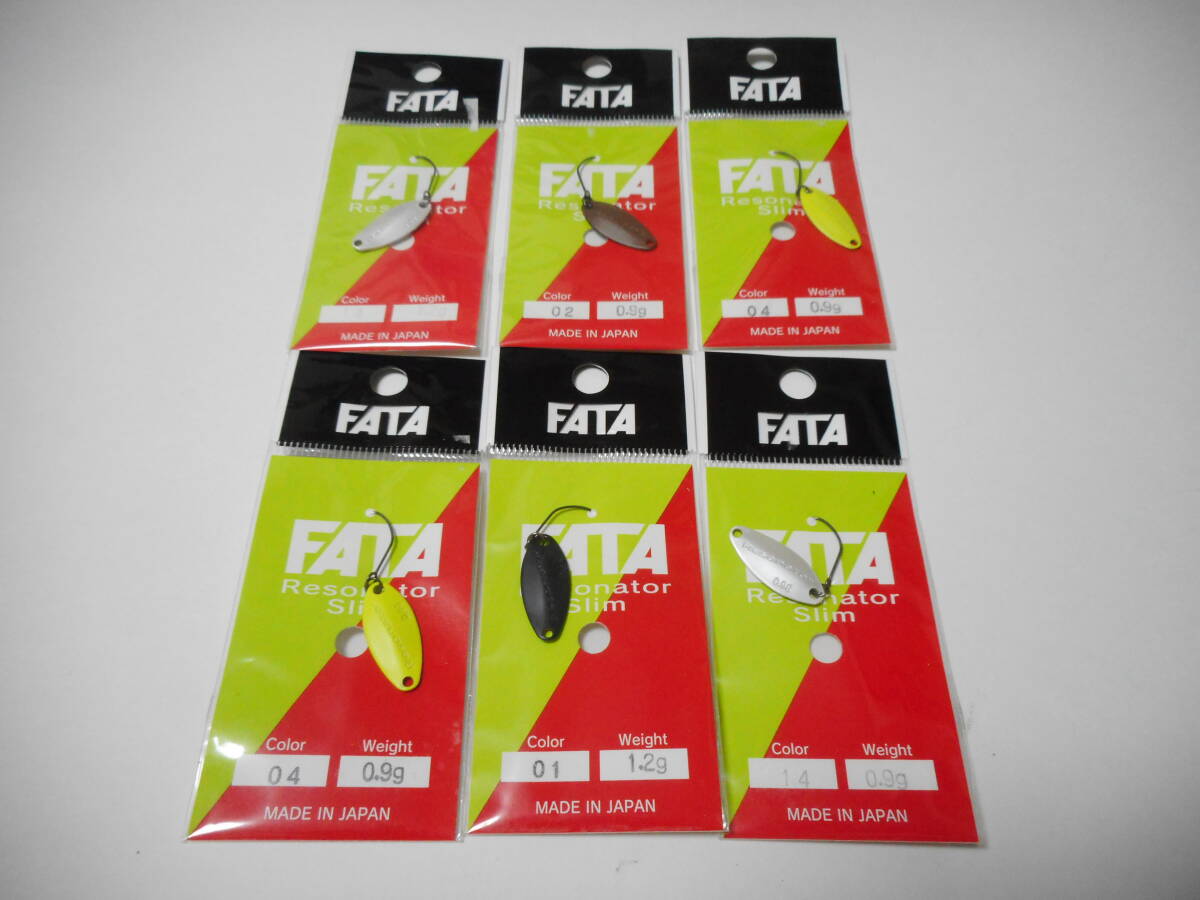 FATA
FATA
Resonator
Color Weight
MADE IN JAPAN
FATA
FATA
Color Weight
02 0.9g
MADE IN JAPAN
FATA
FATA
Slim
Color Weight
04 0.9g
MADE IN JAPAN
FATA
FATA
Resonator
Slim
Color Weight
04 0.9g
MADE IN JAPAN
FATA
FATA
Resonator
Slim
Color Weight
01 1.2g
MADE IN JAPAN
FATA
FATA
Resonator
Slim
Color Weight
14 0.9g
MADE IN JAPAN